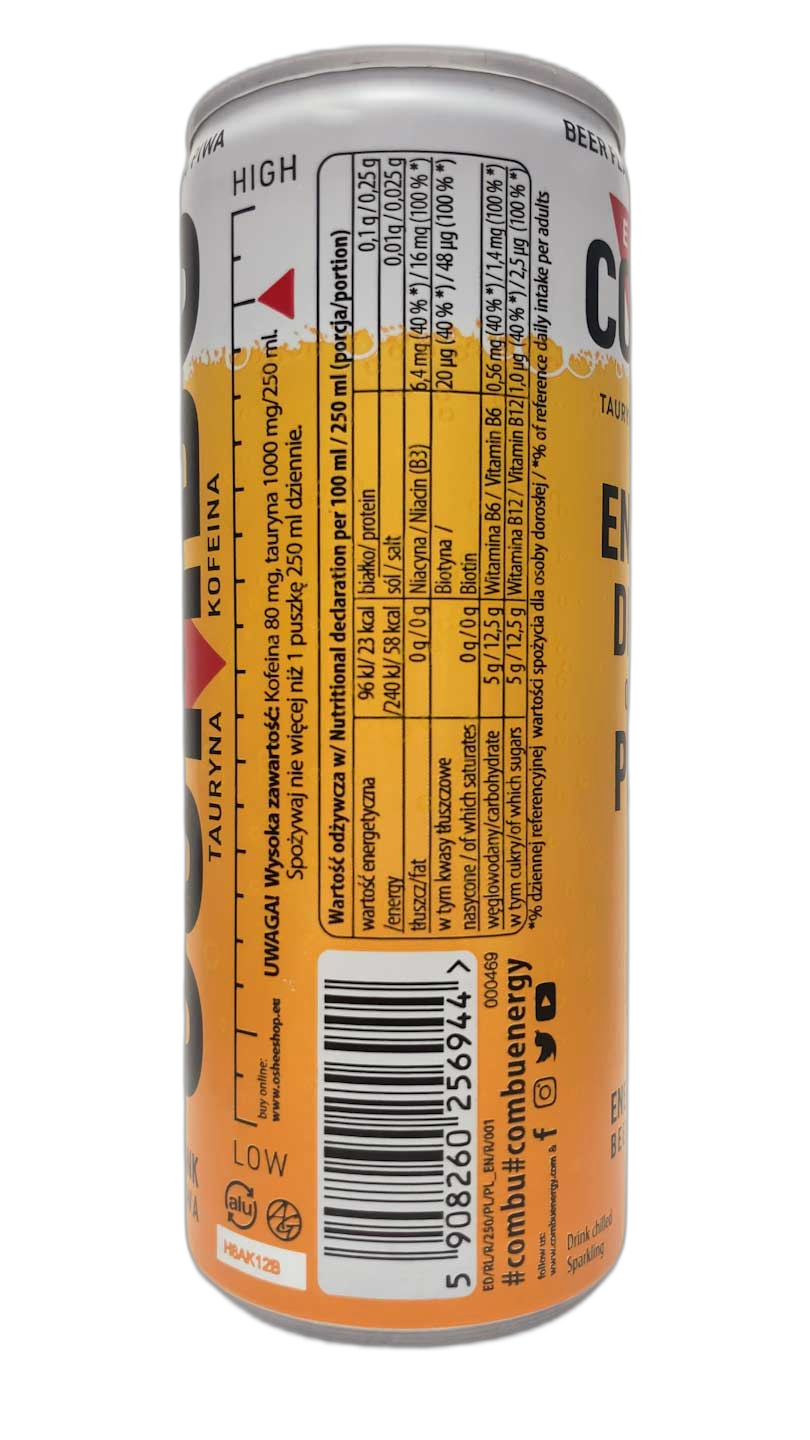 HIGH
LOW
TAURYNA KOFEINA
buy online:
www.osheeshop.eu
UWAGA! Wysoka zawartość: Kofeina 80 mg, tauryna 1000 mg/250 ml.
Spożywaj nie więcej niż 1 puszkę 250 ml dziennie.
Wartość odżywcza w/ Nutritional declaration per 100 ml / 250 ml (porcja/portion)
wartość energetyczna 96 kJ/ 23 kcal białko/ protein 0,1 g / 0,25 g
/energy /240 kJ/ 58 kcal sól / salt 0,01g / 0,025 g
tłuszcz/fat 0 g / 0 g Niacyna / Niacin (B3) 6,4 mg (40 % *) / 16 mg (100 % *)
w tym kwasy tłuszczowe Biotyna / 20 µg (40 % *) / 48 µg (100 % *)
nasycone / of which saturates 0 g / 0 g Biotin
węglowodany/carbohydrate 5 g / 12,5 g Witamina B6 / Vitamin B6 0,56 mg (40 % *) / 1,4 mg (100 % *)
w tym cukry/of which sugars 5 g / 12,5 g Witamina B12 / Vitamin B12 1,0 µg (40 % *) / 2,5 µg (100 % *)
*% dziennej referencyjnej wartości spożycia dla osoby dorosłej / *% of reference daily intake per adults
5 908260 256944 >
000469
ED/RL/R/250/PL/PL_EN/R/001
#combu#combuenergy
follow us:
www.combuenergy.com &
alu
H8AK12B
Drink chilled
Sparkling
BEER
CO